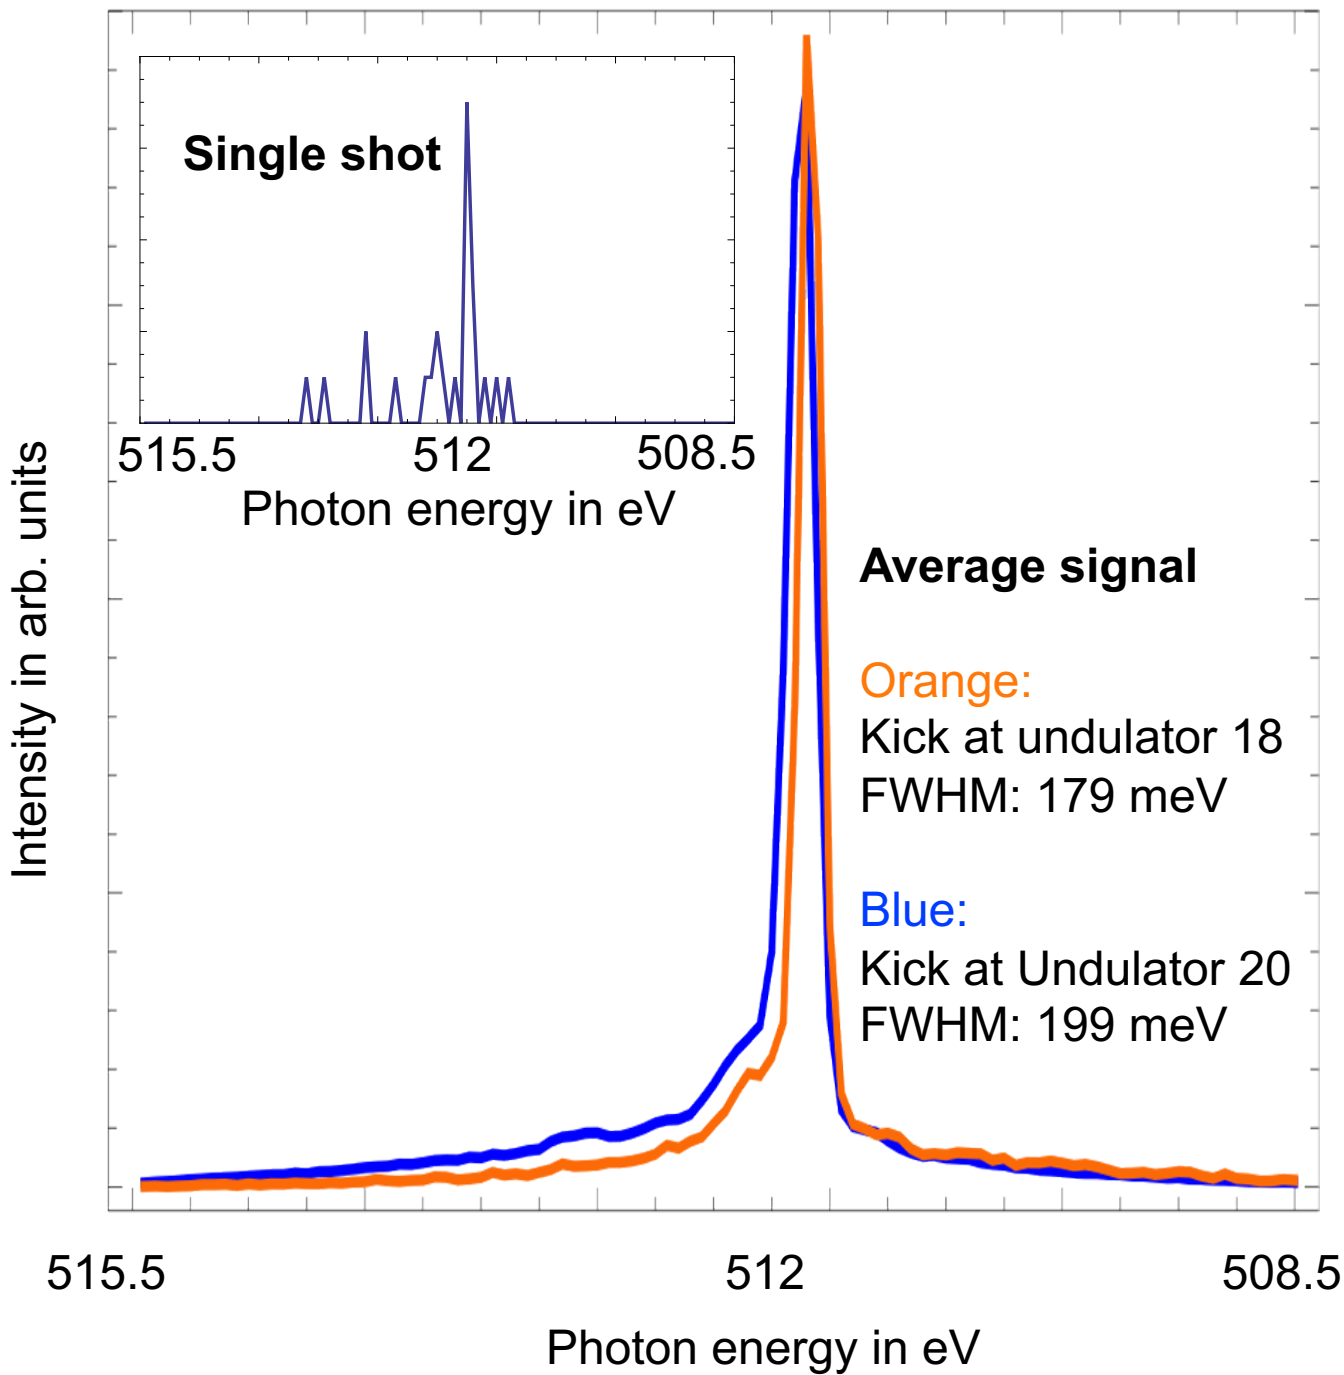 Single shot
515.5 512 508.5
Photon energy in eV
Intensity in arb. units
Average signal
Orange:
Kick at undulator 18
FWHM: 179 meV
Blue:
Kick at Undulator 20
FWHM: 199 meV
515.5 512 508.5
Photon energy in eV